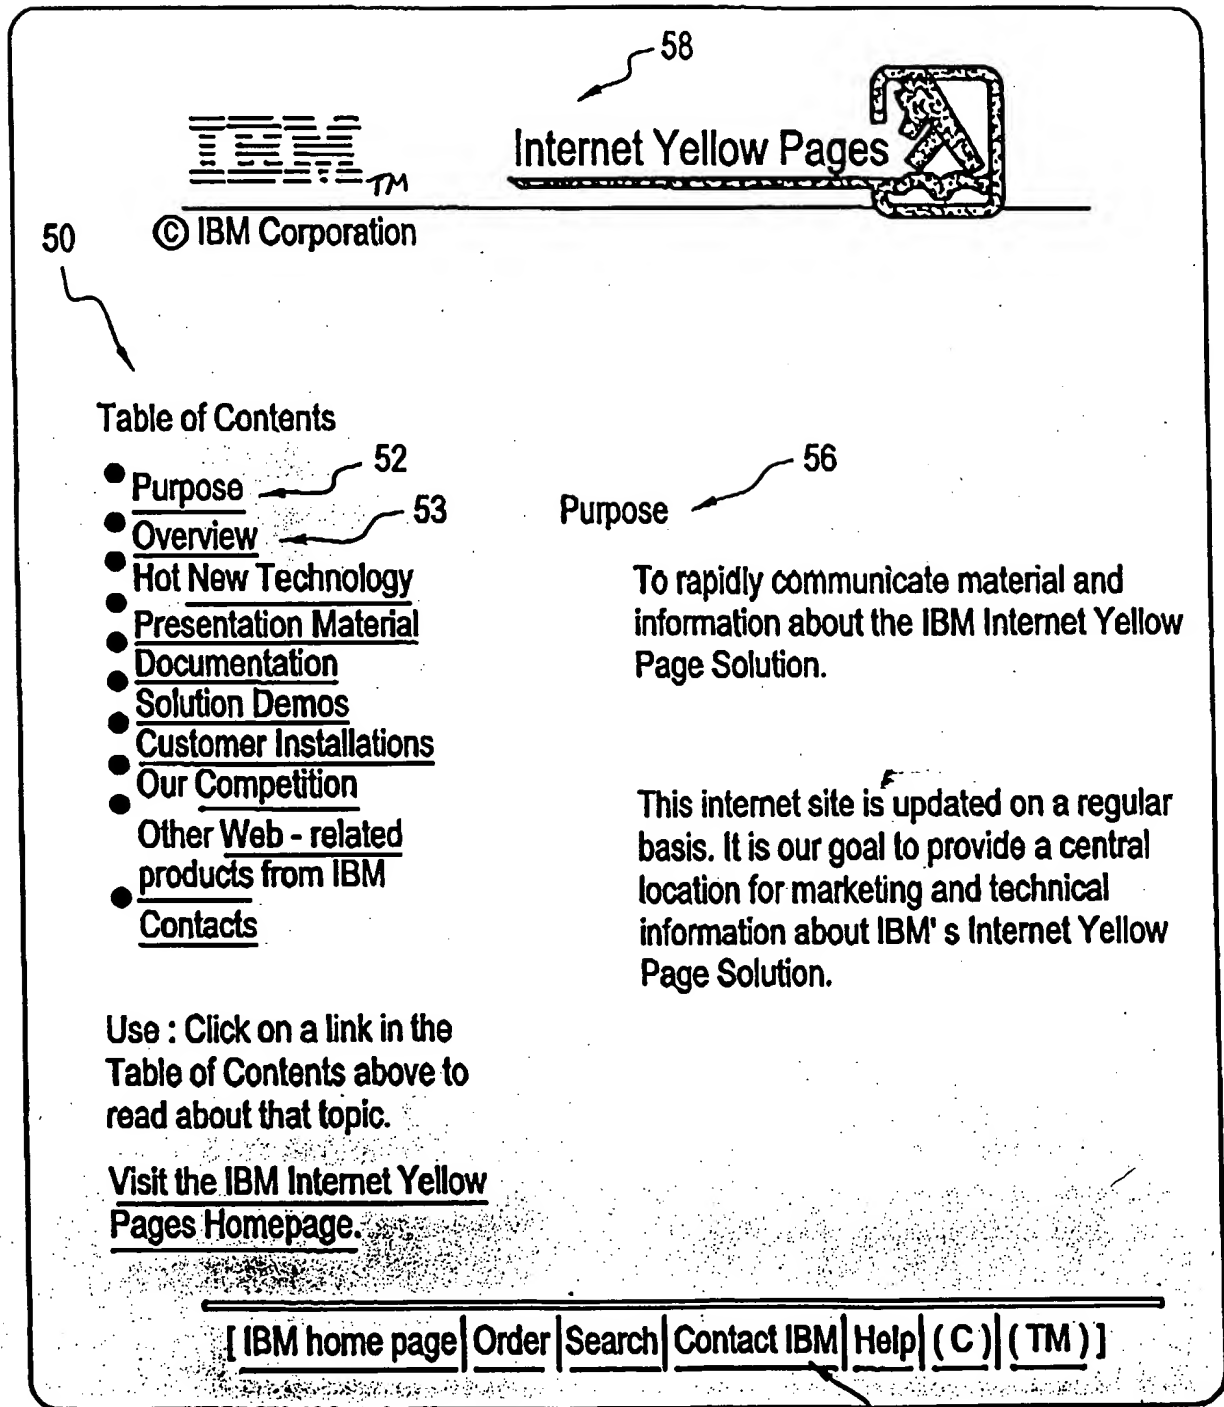 58
IBM TM
Internet Yellow Pages
© IBM Corporation
50
Table of Contents
Purpose
52
Overview
53
Hot New Technology
Presentation Material
Documentation
Solution Demos
Customer Installations
Our Competition
Other Web - related
products from IBM
Contacts
Use : Click on a link in the
Table of Contents above to
read about that topic.
Visit the IBM Internet Yellow
Pages Homepage.
56
Purpose
To rapidly communicate material and
information about the IBM Internet Yellow
Page Solution.
This internet site is updated on a regular
basis. It is our goal to provide a central
location for marketing and technical
information about IBM' s Internet Yellow
Page Solution.
[ IBM home page | Order | Search | Contact IBM | Help | ( C ) | ( TM ) ]